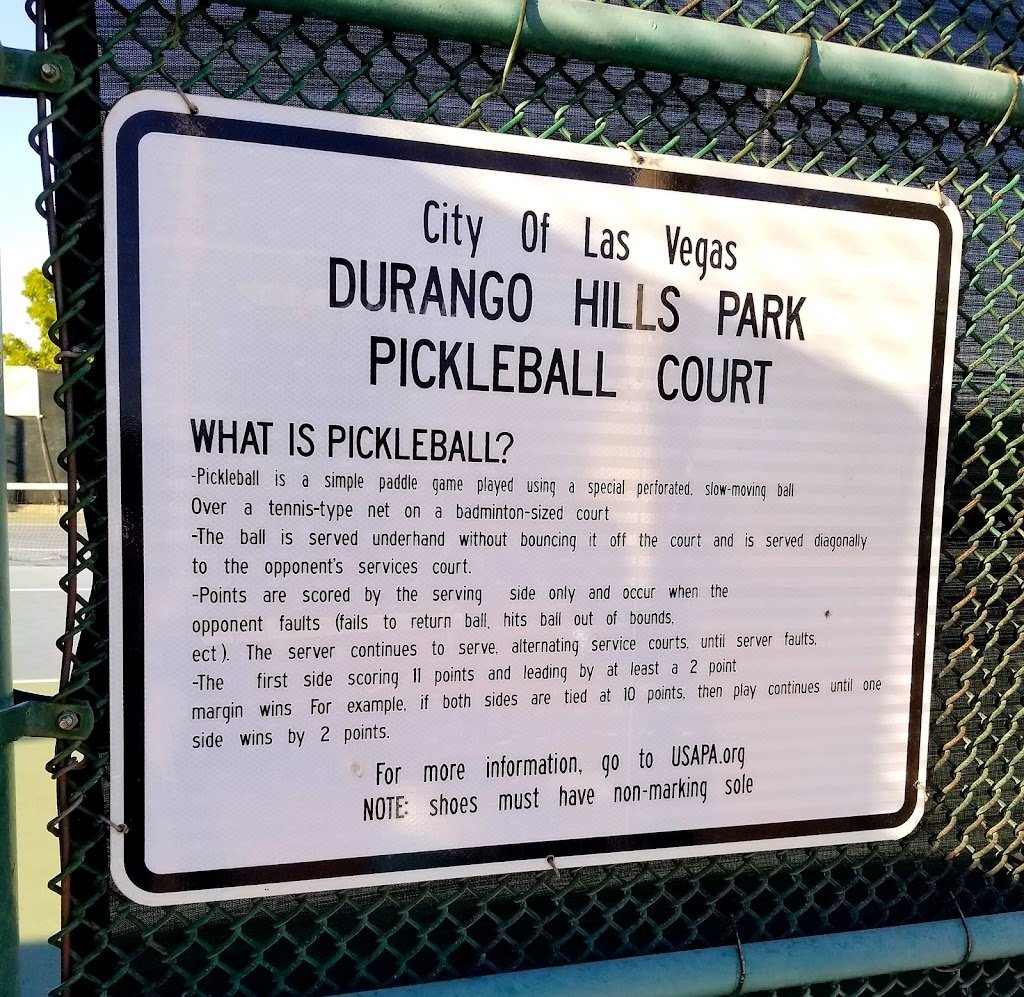 City Of Las Vegas
DURANGO HILLS PARK
PICKLEBALL COURT
WHAT IS PICKLEBALL?
-Pickleball is a simple paddle game played using a special perforated, slow-moving ball
Over a tennis-type net on a badminton-sized court
-The ball is served underhand without bouncing it off the court and is served diagonally
to the opponent's services court.
-Points are scored by the serving side only and occur when the
opponent faults (fails to return ball, hits ball out of bounds,
ect). The server continues to serve, alternating service courts, until server faults.
-The first side scoring 11 points and leading by at least a 2 point
margin wins For example, if both sides are tied at 10 points, then play continues until one
side wins by 2 points.
For more information, go to USAPA.org
NOTE: shoes must have non-marking sole